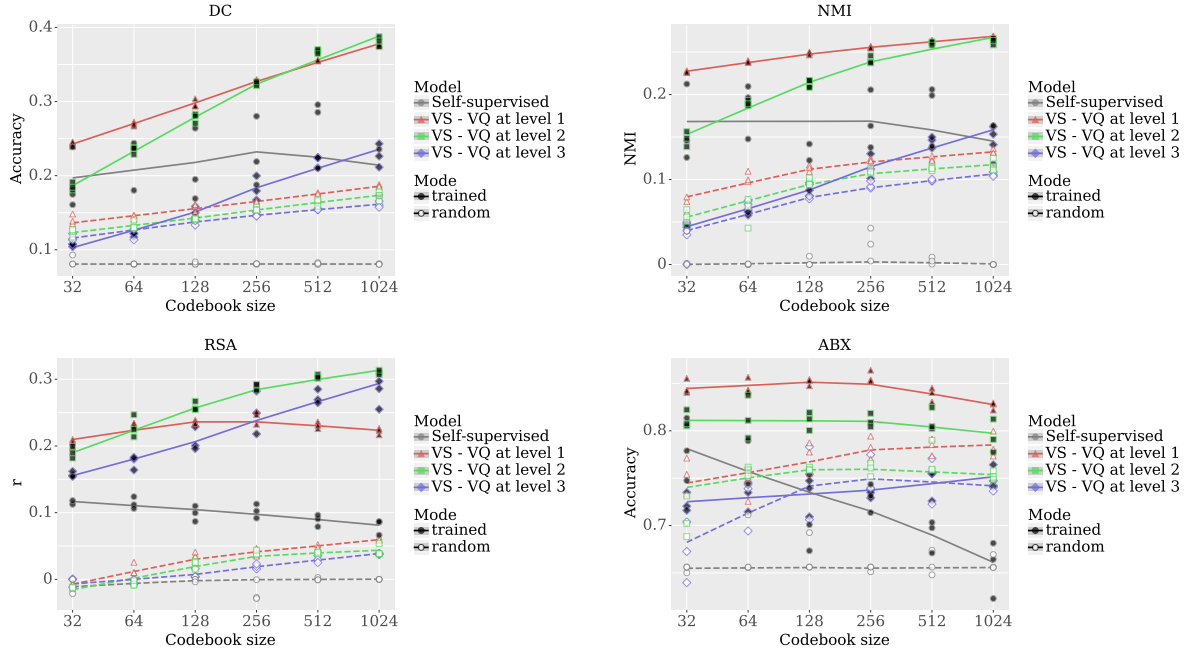 DC
0.4
0.3
0.2
0.1
Accuracy
32 64 128 256 512 1024
Codebook size
Model
Self-supervised
VS - VQ at level 1
VS - VQ at level 2
VS - VQ at level 3
Mode
trained
random
NMI
0.2
0.1
0
NMI
32 64 128 256 512 1024
Codebook size
Model
Self-supervised
VS - VQ at level 1
VS - VQ at level 2
VS - VQ at level 3
Mode
trained
random
RSA
0.3
0.2
0.1
0
r
32 64 128 256 512 1024
Codebook size
Model
Self-supervised
VS - VQ at level 1
VS - VQ at level 2
VS - VQ at level 3
Mode
trained
random
ABX
0.8
0.7
Accuracy
32 64 128 256 512 1024
Codebook size
Model
Self-supervised
VS - VQ at level 1
VS - VQ at level 2
VS - VQ at level 3
Mode
trained
random